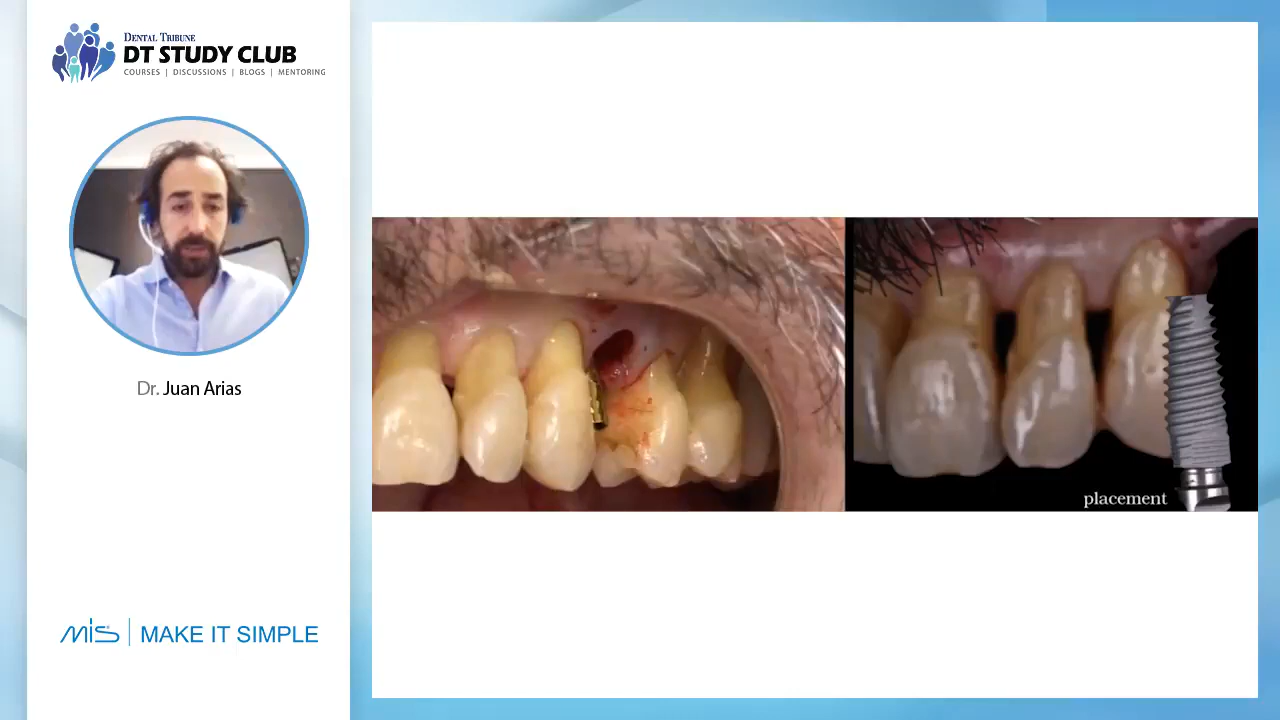 DENTAL TRIBUNE
DT STUDY CLUB
COURSES | DISCUSSIONS | BLOGS | MENTORING
Dr. Juan Arias
mis | MAKE IT SIMPLE
placement